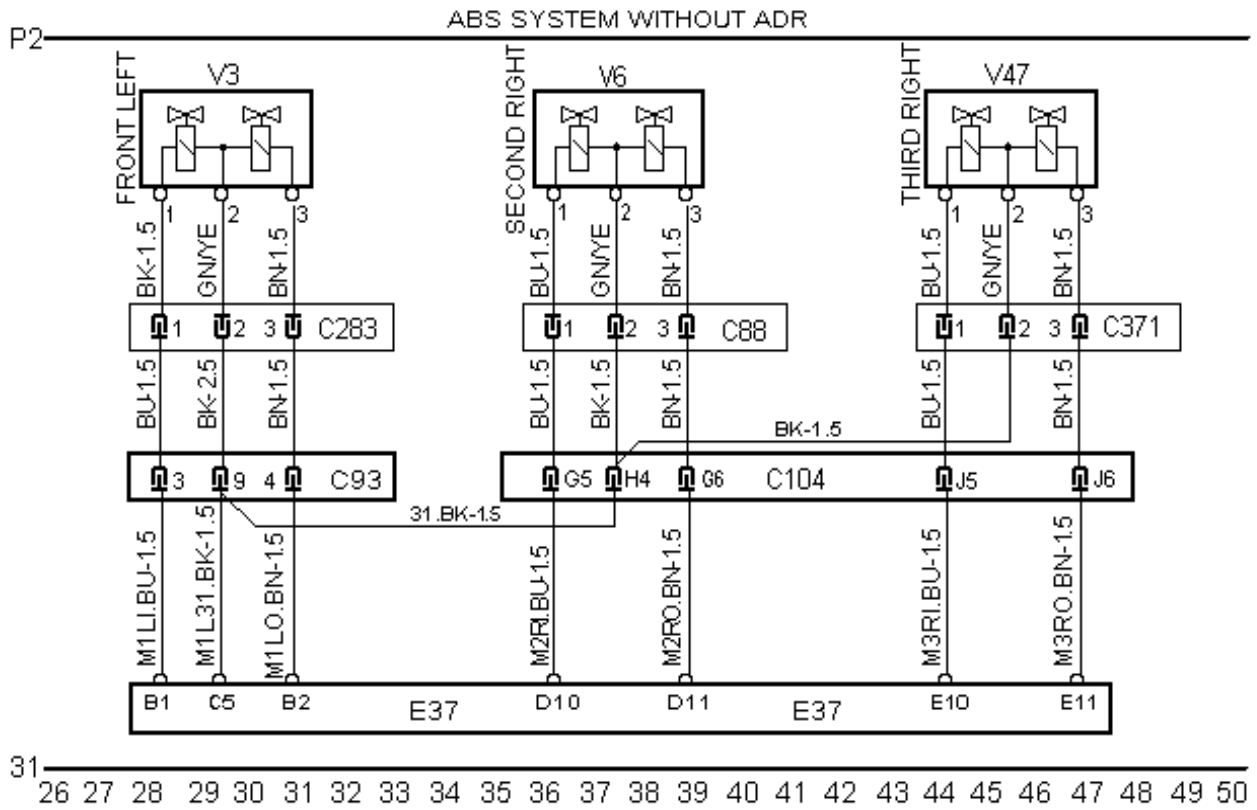 ABS SYSTEM WITHOUT ADR
P2
FRONT LEFT
V3
SECOND RIGHT
V6
THIRD RIGHT
V47
1 2 3
1 2 3
1 2 3
BK-1.5
GN/YE
BN-1.5
BU-1.5
GN/YE
BN-1.5
BU-1.5
GN/YE
BN-1.5
1 2 3 C283
1 2 3 C88
1 2 3 C371
BU-1.5
BK-2.5
BN-1.5
BU-1.5
BK-1.5
BN-1.5
BU-1.5
BN-1.5
BK-1.5
3 9 4 C93
G5 H4 G6 C104 J5 J6
31.BK-1.5
M1LI.BU-1.5
M1L31.BK-1.5
M1LO.BN-1.5
M2RI.BU-1.5
M2RO.BN-1.5
M3RI.BU-1.5
M3RO.BN-1.5
B1 C5 B2 E37 D10 D11 E37 E10 E11
31
26 27 28 29 30 31 32 33 34 35 36 37 38 39 40 41 42 43 44 45 46 47 48 49 50